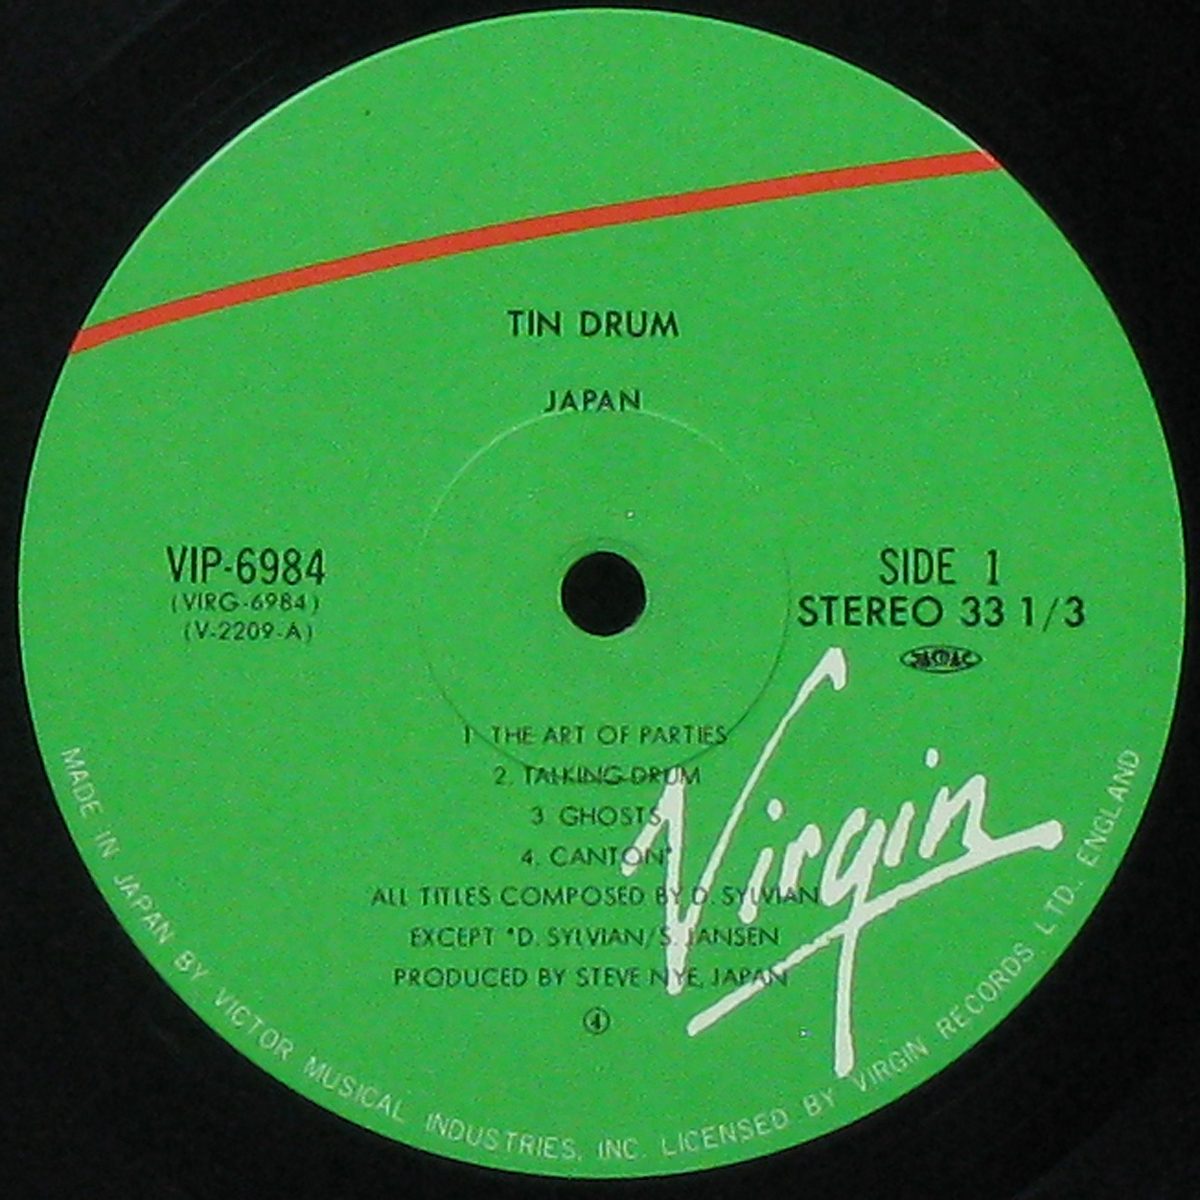 TIN DRUM
JAPAN
VIP-6984
(VIRG-6984)
(V-2209-A)
SIDE 1
STEREO 33 1/3
1 THE ART OF PARTIES
2. TALKING DRUM
3 GHOSTS
4. CANTON*
ALL TITLES COMPOSED BY D. SYLVIAN
EXCEPT *D. SYLVIAN/S. JANSEN
PRODUCED BY STEVE NYE, JAPAN
④
Virgin
MADE IN JAPAN BY VICTOR MUSICAL INDUSTRIES, INC. LICENSED BY VIRGIN RECORDS LTD., ENGLAND